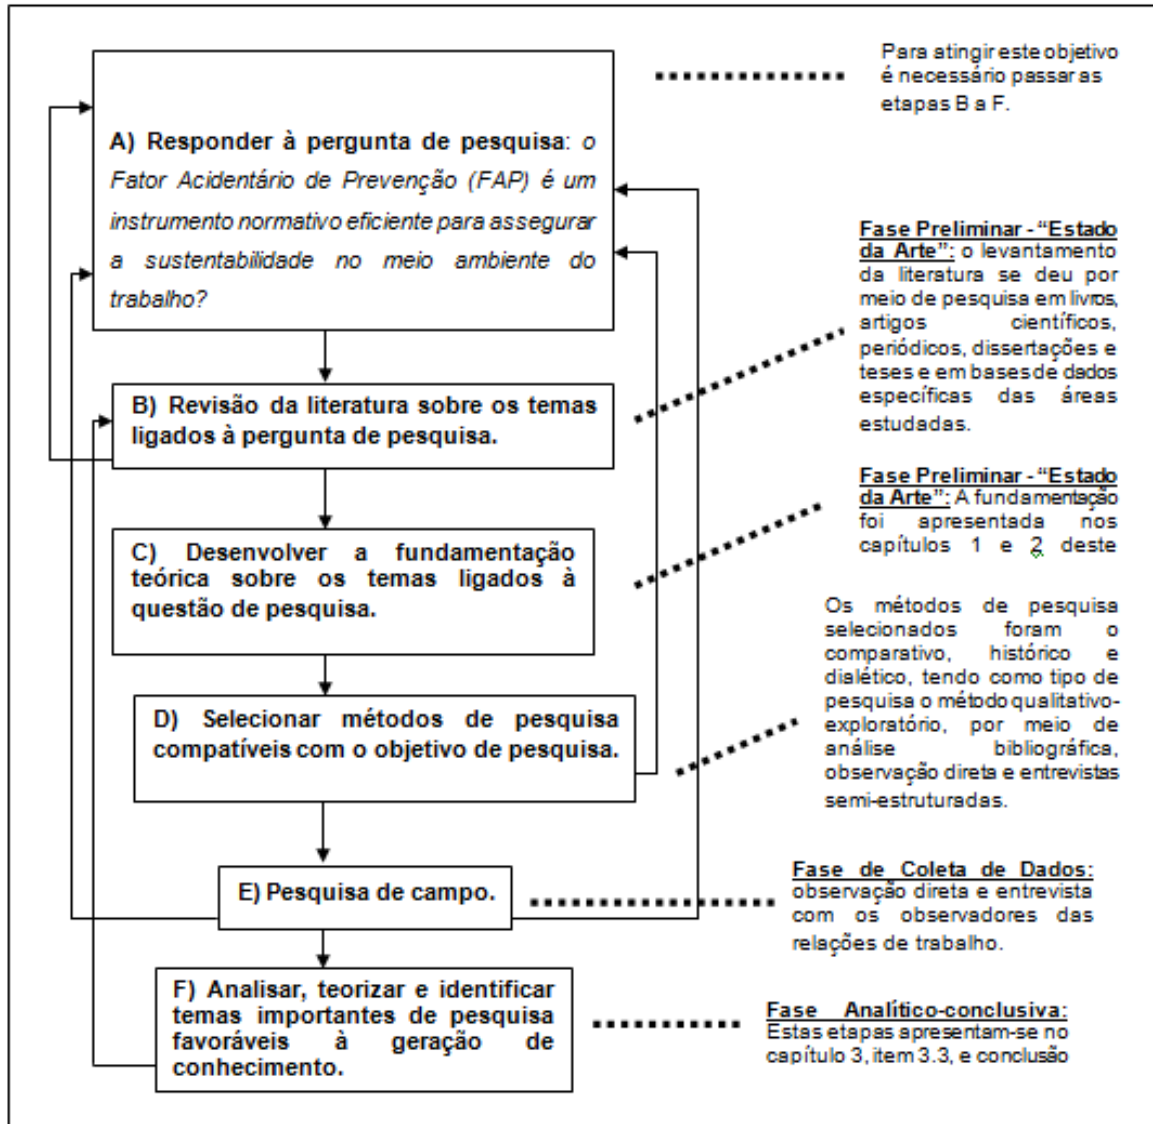 Para atingir este objetivo
é necessário passar as
etapas B a F.
A) Responder à pergunta de pesquisa: o
Fator Acidentário de Prevenção (FAP) é um
instrumento normativo eficiente para assegurar
a sustentabilidade no meio ambiente do
trabalho?
Fase Preliminar - “Estado
da Arte”: o levantamento
da literatura se deu por
meio de pesquisa em livros,
artigos científicos,
periódicos, dissertações e
teses e em bases de dados
específicas das áreas
estudadas.
B) Revisão da literatura sobre os temas
ligados à pergunta de pesquisa.
Fase Preliminar - “Estado
da Arte”: A fundamentação
foi apresentada nos
capítulos 1 e 2 deste
C) Desenvolver a fundamentação
teórica sobre os temas ligados à
questão de pesquisa.
Os métodos de pesquisa
selecionados foram o
comparativo, histórico e
dialético, tendo como tipo de
pesquisa o método qualitativo-
exploratório, por meio de
análise bibliográfica,
observação direta e entrevistas
semi-estruturadas.
D) Selecionar métodos de pesquisa
compatíveis com o objetivo de pesquisa.
E) Pesquisa de campo.
Fase de Coleta de Dados:
observação direta e entrevista
com os observadores das
relações de trabalho.
F) Analisar, teorizar e identificar
temas importantes de pesquisa
favoráveis à geração de
conhecimento.
Fase Analítico-conclusiva:
Estas etapas apresentam-se no
capítulo 3, item 3.3, e conclusão